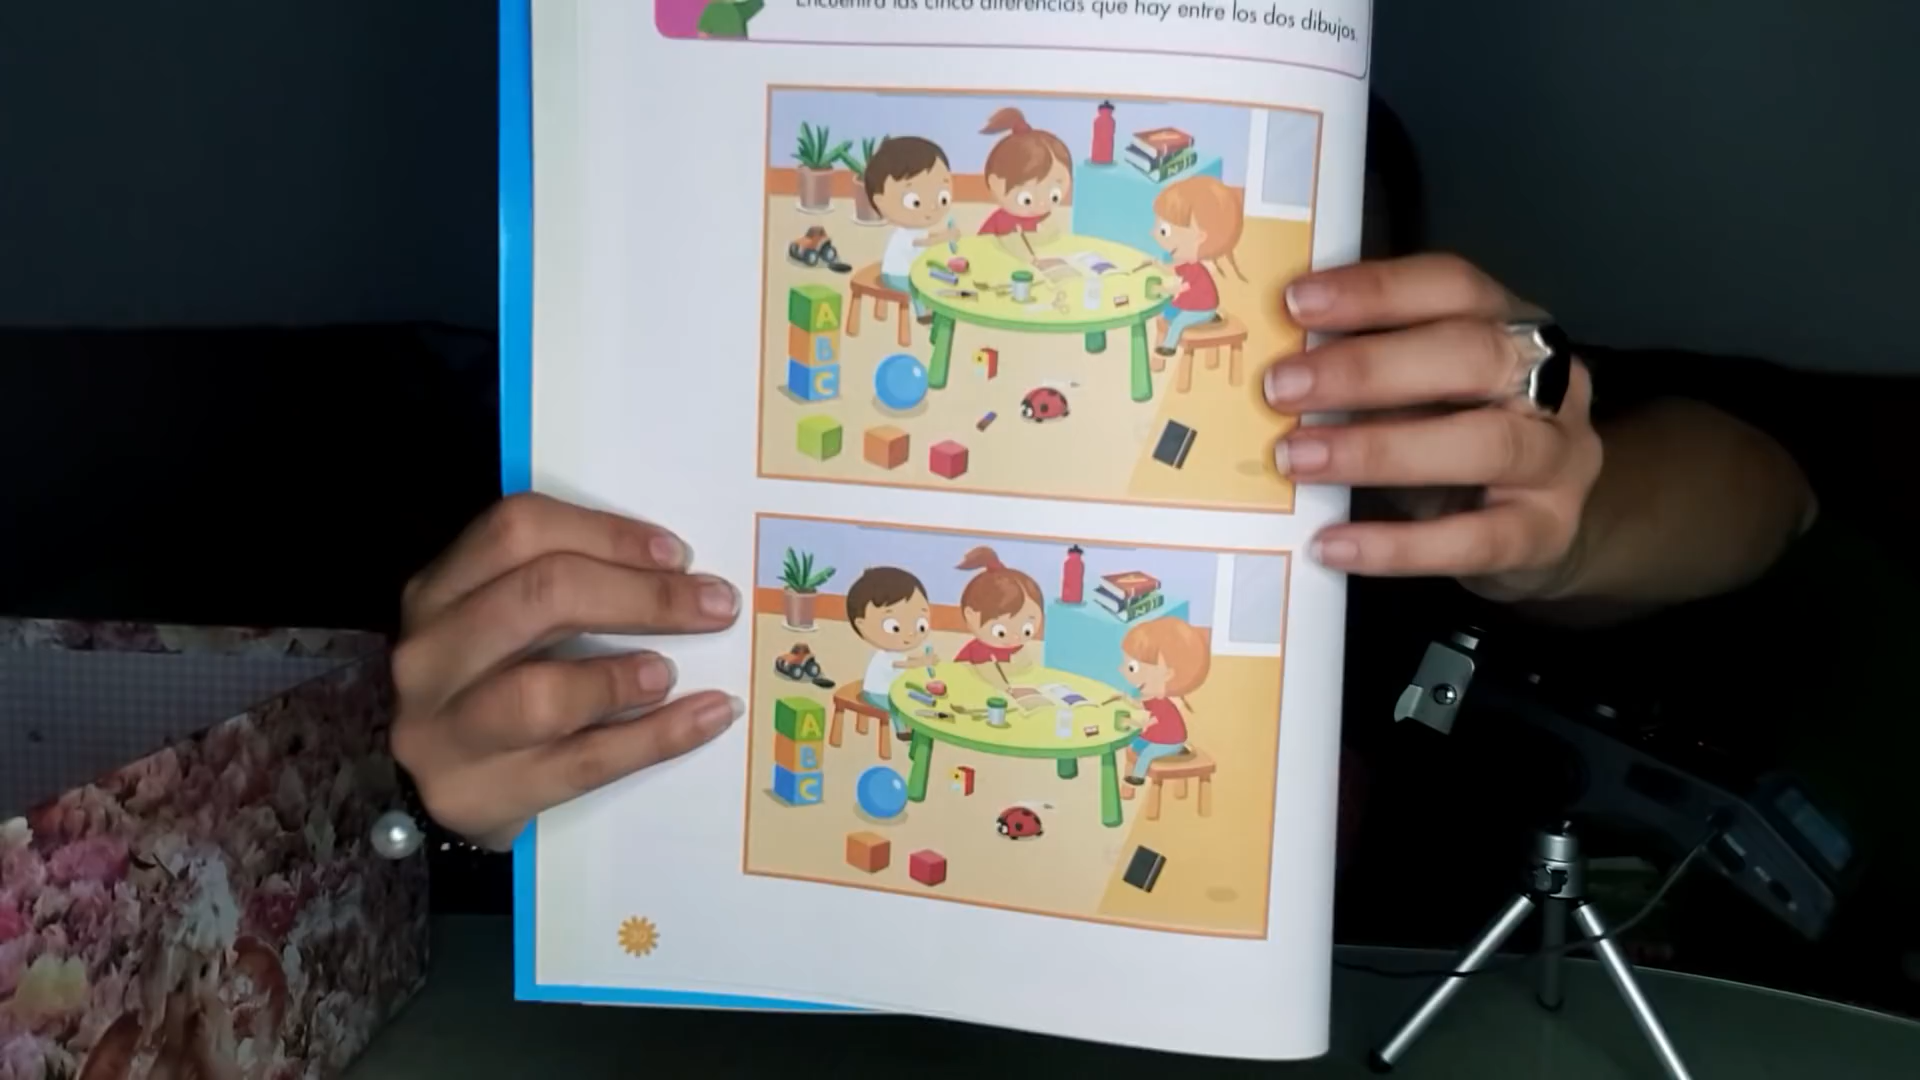 Encuentra las cinco diferencias que hay entre los dos dibujos.
A
B
C
A
B
C